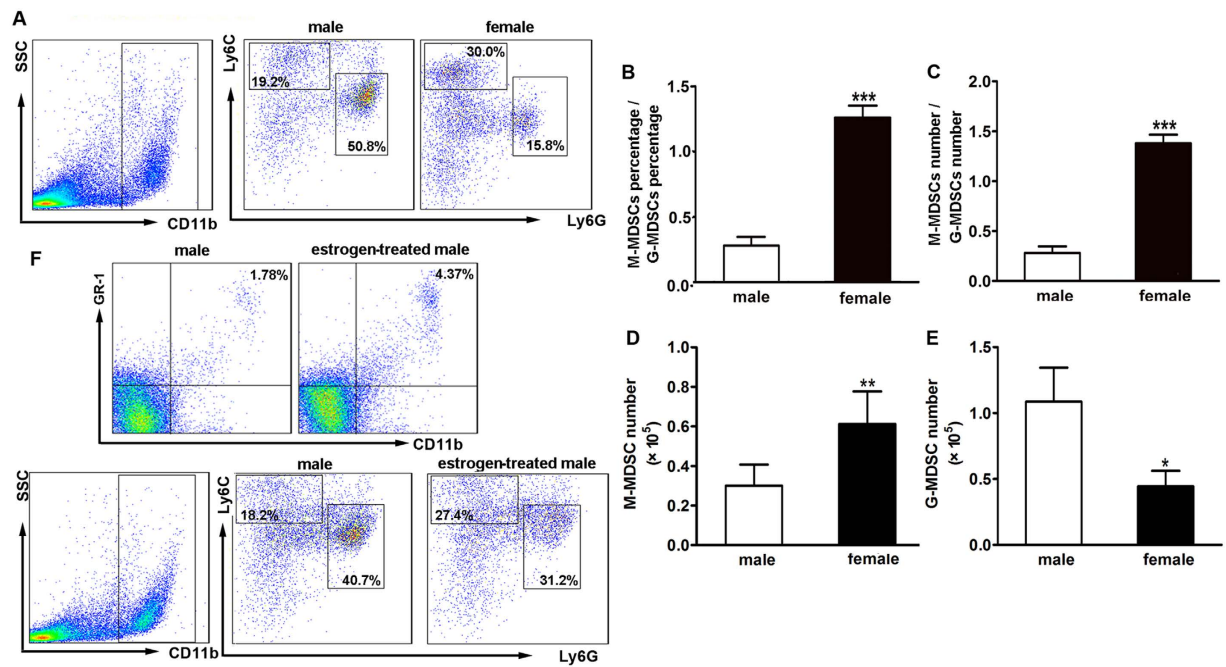 A
SSC
CD11b
male
female
Ly6C
19.2%
50.8%
30.0%
15.8%
Ly6G
B
M-MDSCs percentage /
G-MDSCs percentage
1.5
1.0
0.5
0.0
***
male
female
C
M-MDSCs number /
G-MDSCs number
2.0
1.5
1.0
0.5
0.0
***
male
female
F
male
estrogen-treated male
GR-1
1.78%
4.37%
CD11b
D
M-MDSC number
(× 10⁵)
1.0
0.8
0.6
0.4
0.2
0.0
**
male
female
E
G-MDSC number
(× 10⁵)
1.5
1.0
0.5
0.0
*
male
female
SSC
CD11b
male
estrogen-treated male
Ly6C
18.2%
40.7%
27.4%
31.2%
Ly6G